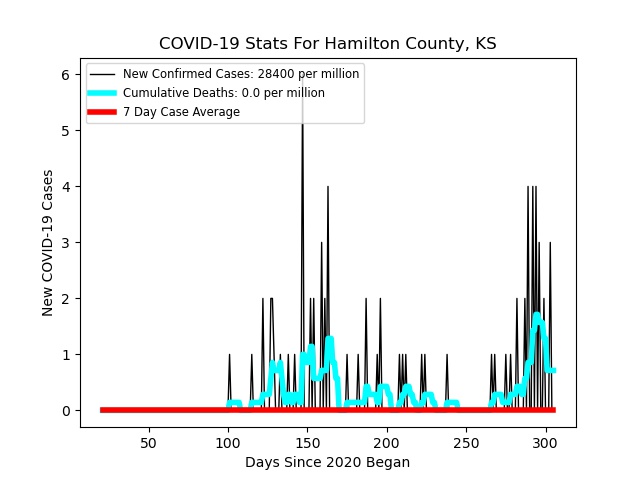 COVID-19 Stats For Hamilton County, KS
New Confirmed Cases: 28400 per million
Cumulative Deaths: 0.0 per million
7 Day Case Average
6
5
4
3
2
1
0
New COVID-19 Cases
50 100 150 200 250 300
Days Since 2020 Began